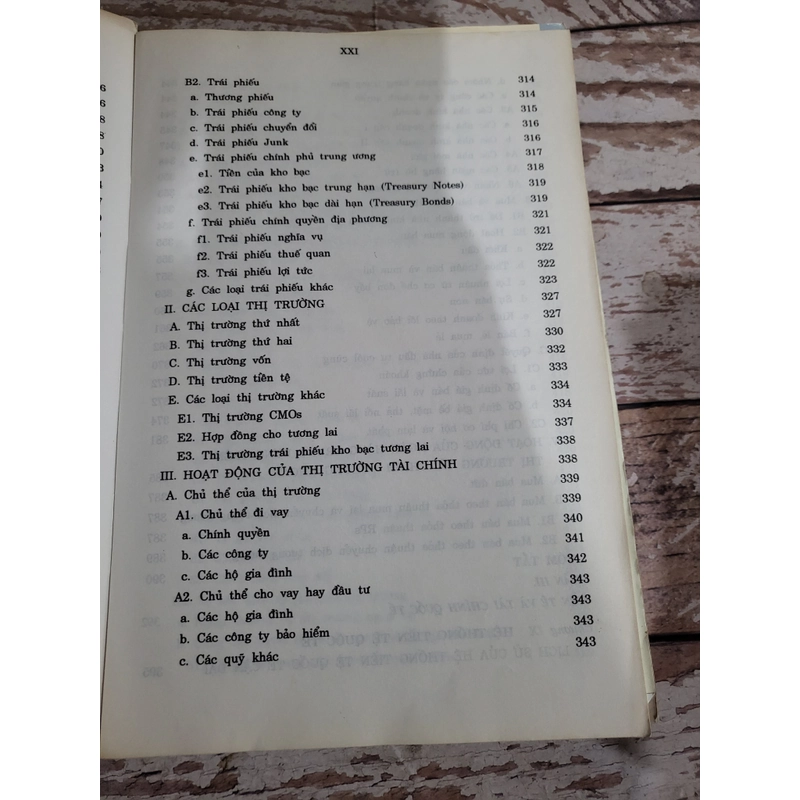 XXI
B2. Trái phiếu 314
a. Thương phiếu 314
b. Trái phiếu công ty 315
c. Trái phiếu chuyển đổi 316
d. Trái phiếu Junk 316
e. Trái phiếu chính phủ trung ương 317
e1. Tiền của kho bạc 318
e2. Trái phiếu kho bạc trung hạn (Treasury Notes) 319
e3. Trái phiếu kho bạc dài hạn (Treasury Bonds) 319
f. Trái phiếu chính quyền địa phương 321
f1. Trái phiếu nghĩa vụ 321
f2. Trái phiếu thuế quan 322
f3. Trái phiếu lợi tức 322
g. Các loại trái phiếu khác 323
II. CÁC LOẠI THỊ TRƯỜNG 327
A. Thị trường thứ nhất 327
B. Thị trường thứ hai 330
C. Thị trường vốn 332
D. Thị trường tiền tệ 333
E. Các loại thị trường khác 334
E1. Thị trường CMOs 334
E2. Hợp đồng cho tương lai 337
E3. Thị trường trái phiếu kho bạc tương lai 338
III. HOẠT ĐỘNG CỦA THỊ TRƯỜNG TÀI CHÍNH 338
A. Chủ thể của thị trường 339
A1. Chủ thể đi vay 339
a. Chính quyền 340
b. Các công ty 341
c. Các hộ gia đình 342
A2. Chủ thể cho vay hay đầu tư 343
a. Các hộ gia đình 343
b. Các công ty bảo hiểm 343
c. Các quỹ khác 343